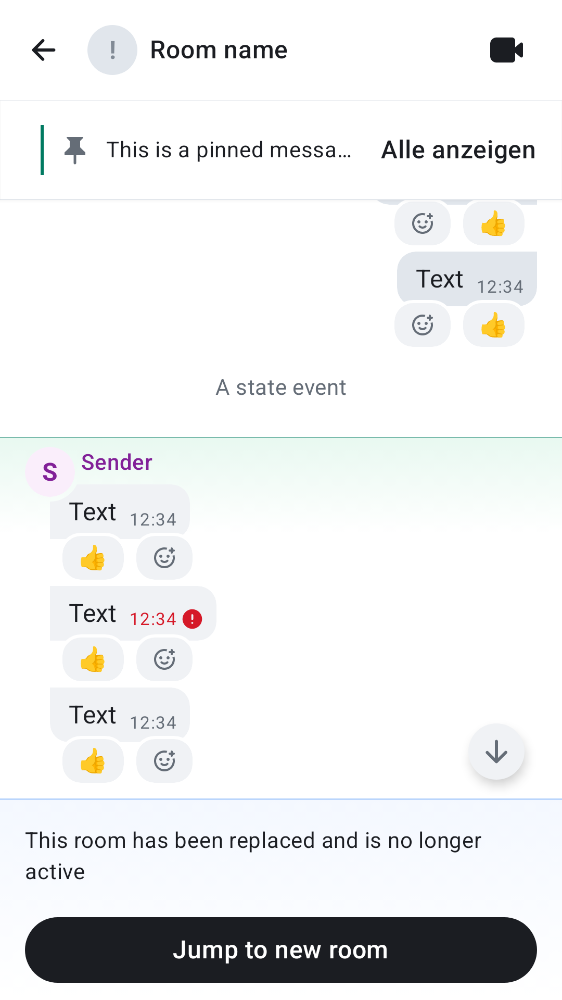 !
Room name
This is a pinned messa…
Alle anzeigen
Text 12:34
A state event
S
Sender
Text 12:34
Text 12:34 !
Text 12:34
This room has been replaced and is no longer
active
Jump to new room